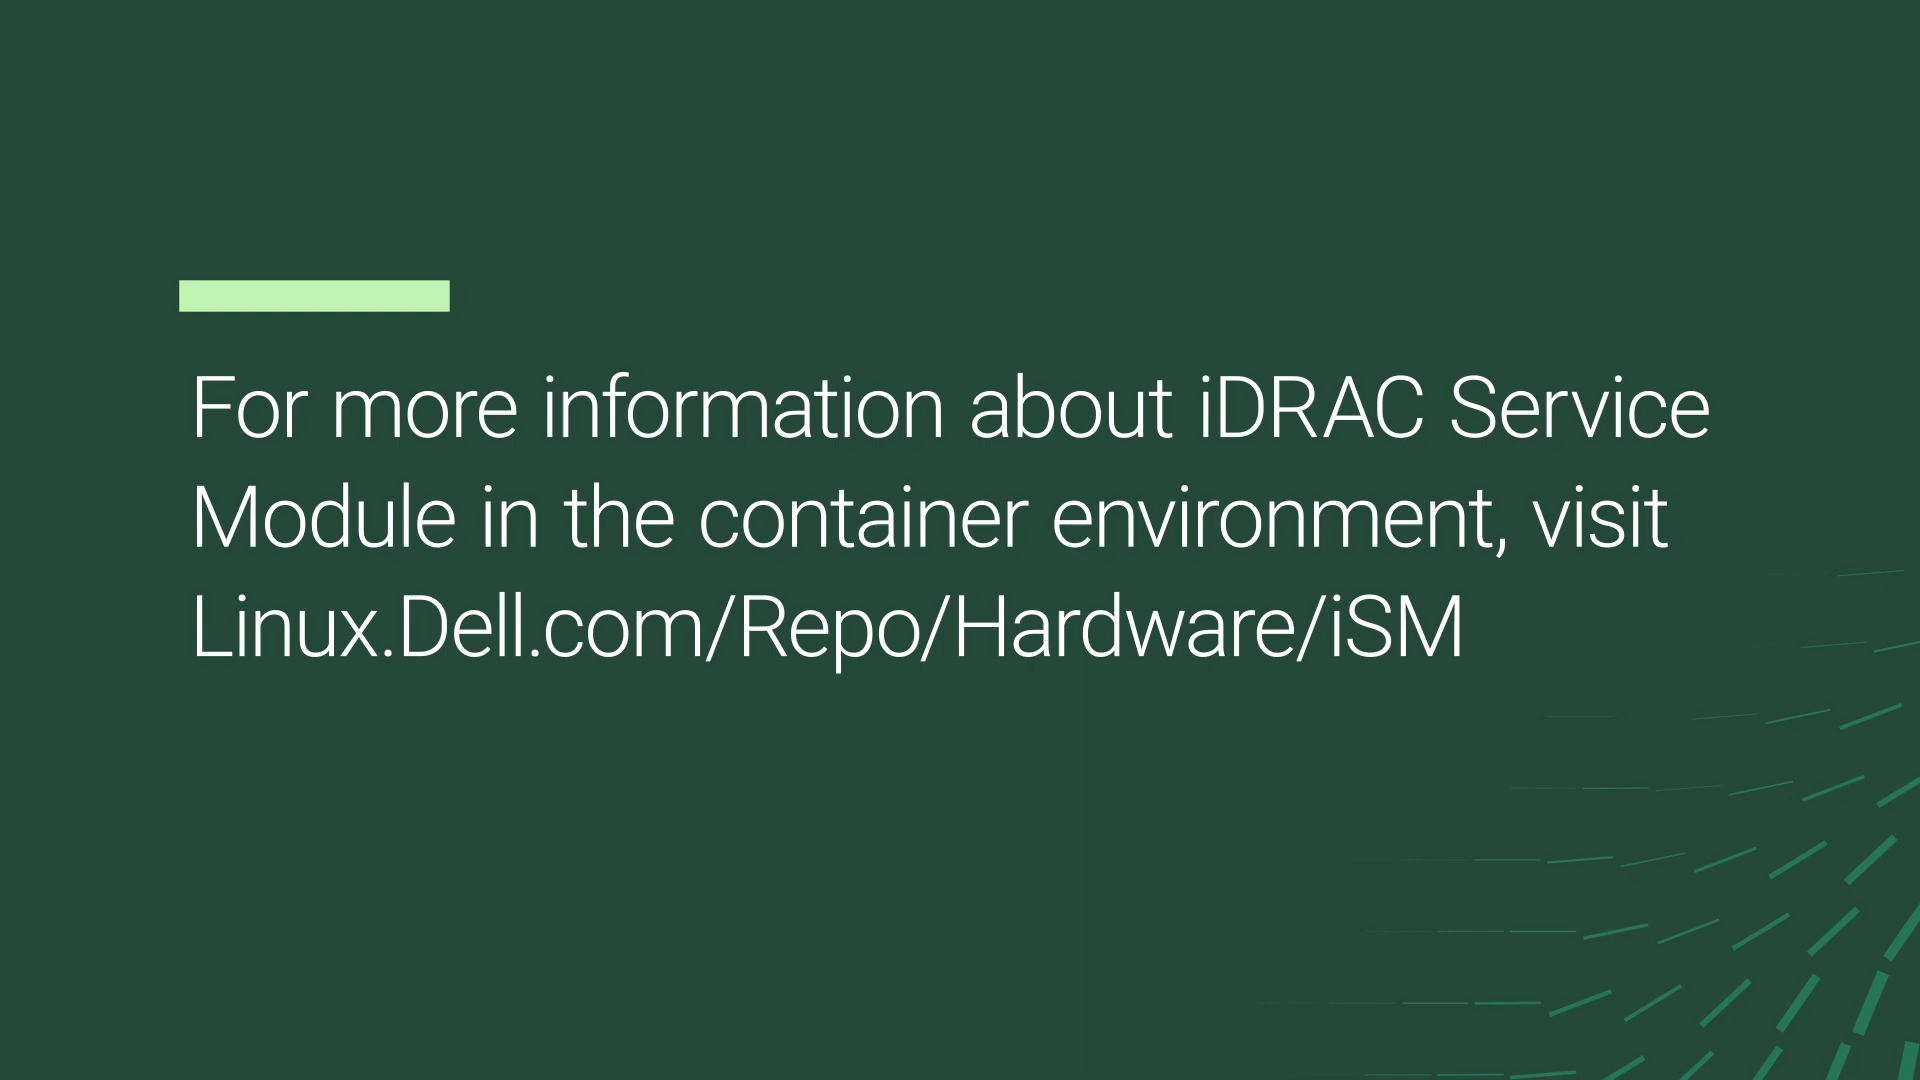 For more information about iDRAC Service
Module in the container environment, visit
Linux.Dell.com/Repo/Hardware/iSM